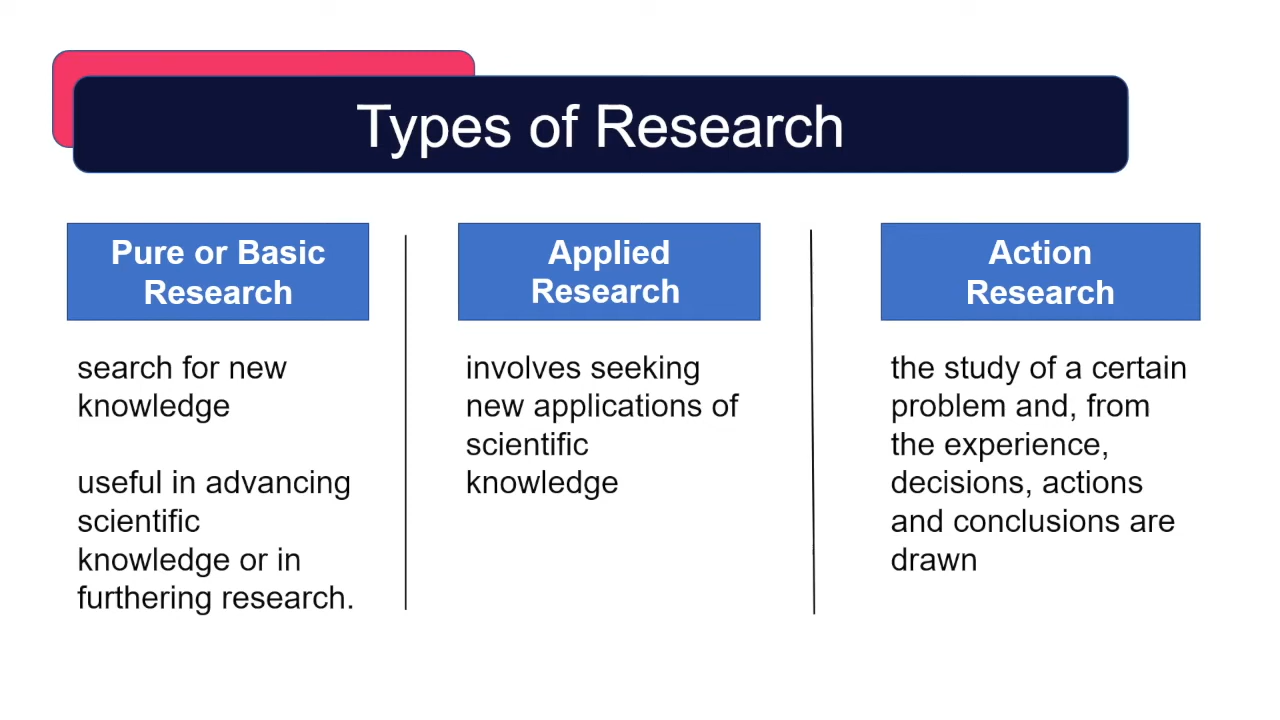 Types of Research
Pure or Basic
Research
search for new
knowledge
useful in advancing
scientific
knowledge or in
furthering research.
Applied
Research
involves seeking
new applications of
scientific
knowledge
Action
Research
the study of a certain
problem and, from
the experience,
decisions, actions
and conclusions are
drawn